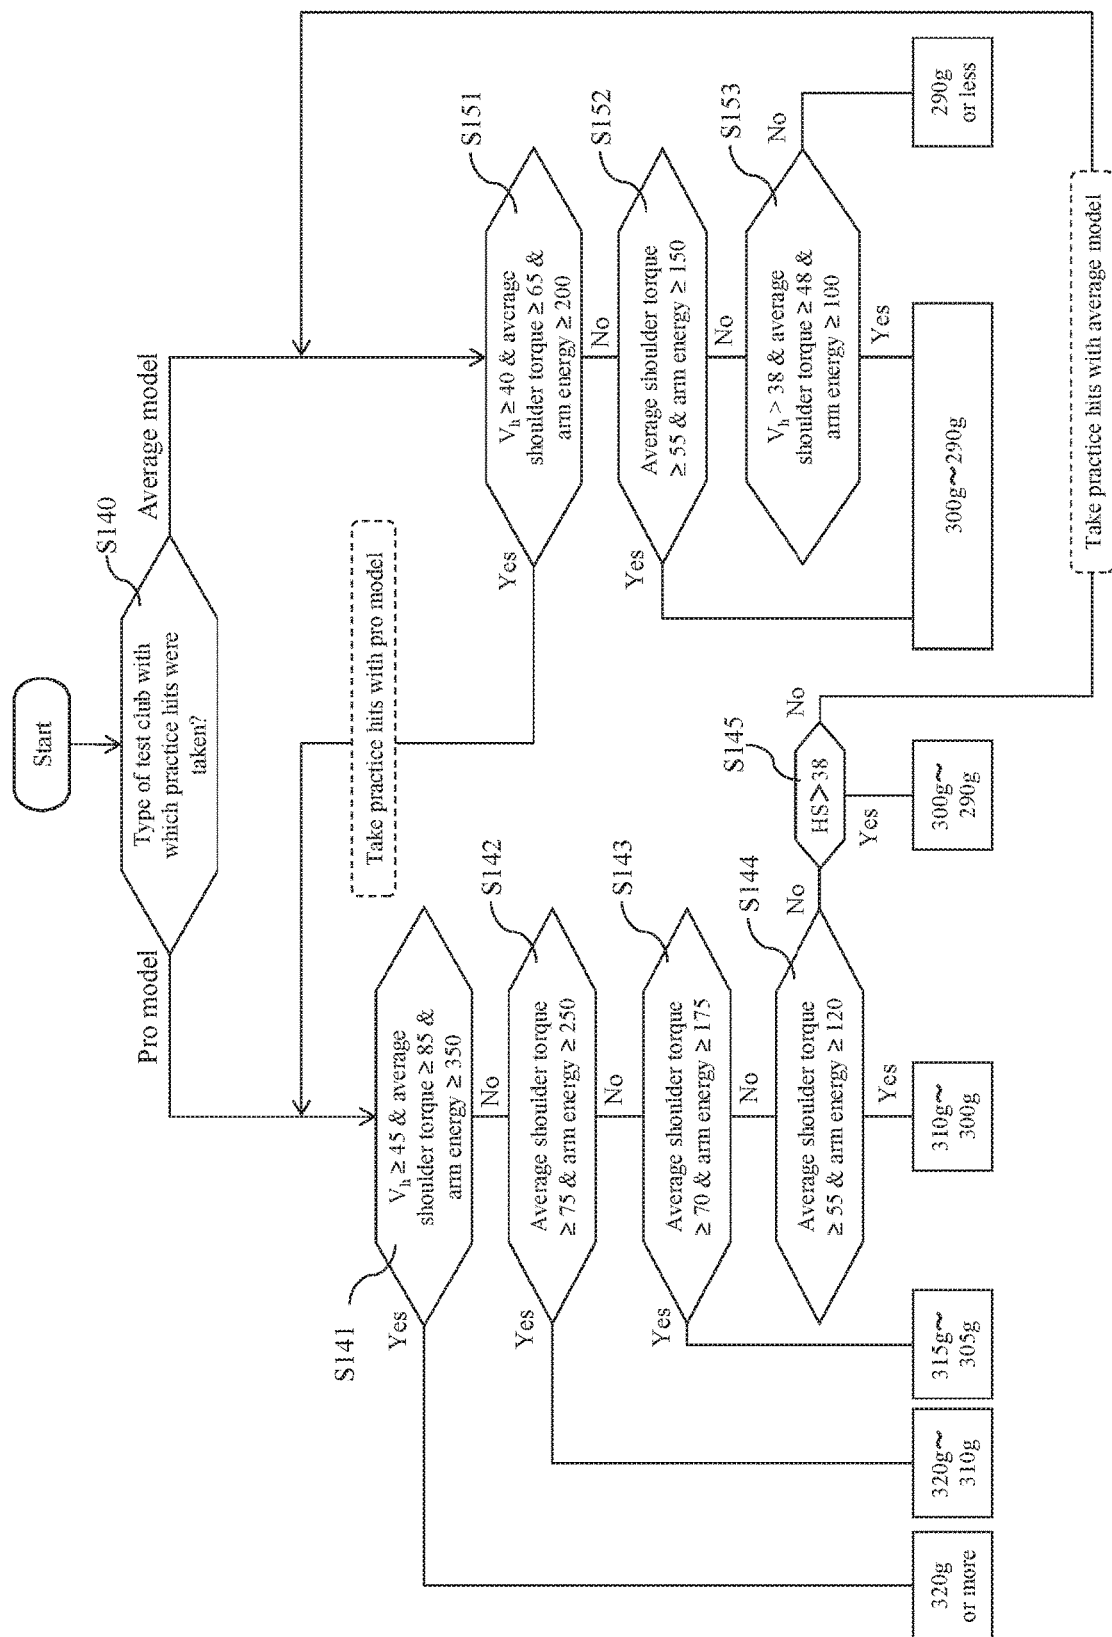 Start
Type of test club with
which practice hits were
taken?
S140
Pro model
Average model
Take practice hits with pro model
V_h ≥ 45 & average
shoulder torque ≥ 85 &
arm energy ≥ 350
S141
Yes
No
Average shoulder torque
≥ 75 & arm energy ≥ 250
S142
Yes
No
Average shoulder torque
≥ 70 & arm energy ≥ 175
S143
Yes
No
Average shoulder torque
≥ 55 & arm energy ≥ 120
S144
Yes
No
HS > 38
S145
Yes
No
V_h ≥ 40 & average
shoulder torque ≥ 65 &
arm energy ≥ 200
S151
Yes
No
Average shoulder torque
≥ 55 & arm energy ≥ 150
S152
Yes
No
V_h > 38 & average
shoulder torque ≥ 48 &
arm energy ≥ 100
S153
Yes
No
320g
or more
320g~
310g
315g~
305g
310g~
300g
300g~
290g
300g~290g
290g
or less
Take practice hits with average model